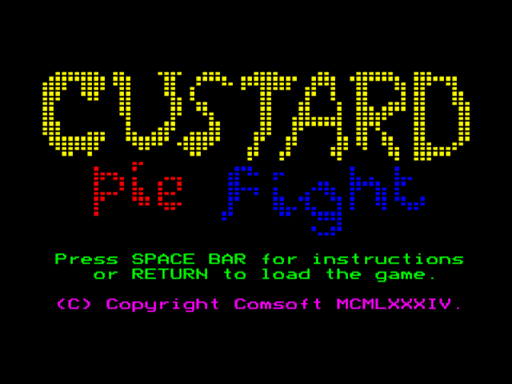 CUSTARD
Pie Fight
Press SPACE BAR for instructions
or RETURN to load the game.
(C) Copyright Comsoft MCMLXXXIV.